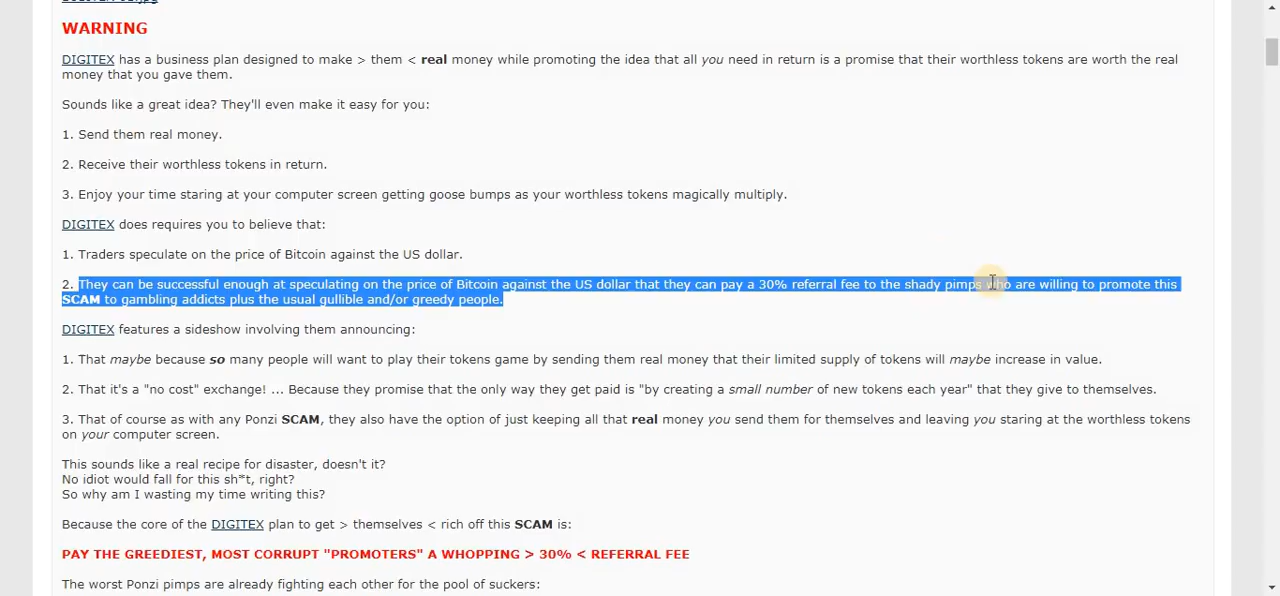 WARNING
DIGITEX has a business plan designed to make > them < real money while promoting the idea that all you need in return is a promise that their worthless tokens are worth the real
money that you gave them.
Sounds like a great idea? They'll even make it easy for you:
1. Send them real money.
2. Receive their worthless tokens in return.
3. Enjoy your time staring at your computer screen getting goose bumps as your worthless tokens magically multiply.
DIGITEX does requires you to believe that:
1. Traders speculate on the price of Bitcoin against the US dollar.
2. They can be successful enough at speculating on the price of Bitcoin against the US dollar that they can pay a 30% referral fee to the shady pimps who are willing to promote this
SCAM to gambling addicts plus the usual gullible and/or greedy people.
DIGITEX features a sideshow involving them announcing:
1. That maybe because so many people will want to play their tokens game by sending them real money that their limited supply of tokens will maybe increase in value.
2. That it's a "no cost" exchange! ... Because they promise that the only way they get paid is "by creating a small number of new tokens each year" that they give to themselves.
3. That of course as with any Ponzi SCAM, they also have the option of just keeping all that real money you send them for themselves and leaving you staring at the worthless tokens
on your computer screen.
This sounds like a real recipe for disaster, doesn't it?
No idiot would fall for this sh*t, right?
So why am I wasting my time writing this?
Because the core of the DIGITEX plan to get > themselves < rich off this SCAM is:
PAY THE GREEDIEST, MOST CORRUPT "PROMOTERS" A WHOPPING > 30% < REFERRAL FEE
The worst Ponzi pimps are already fighting each other for the pool of suckers: